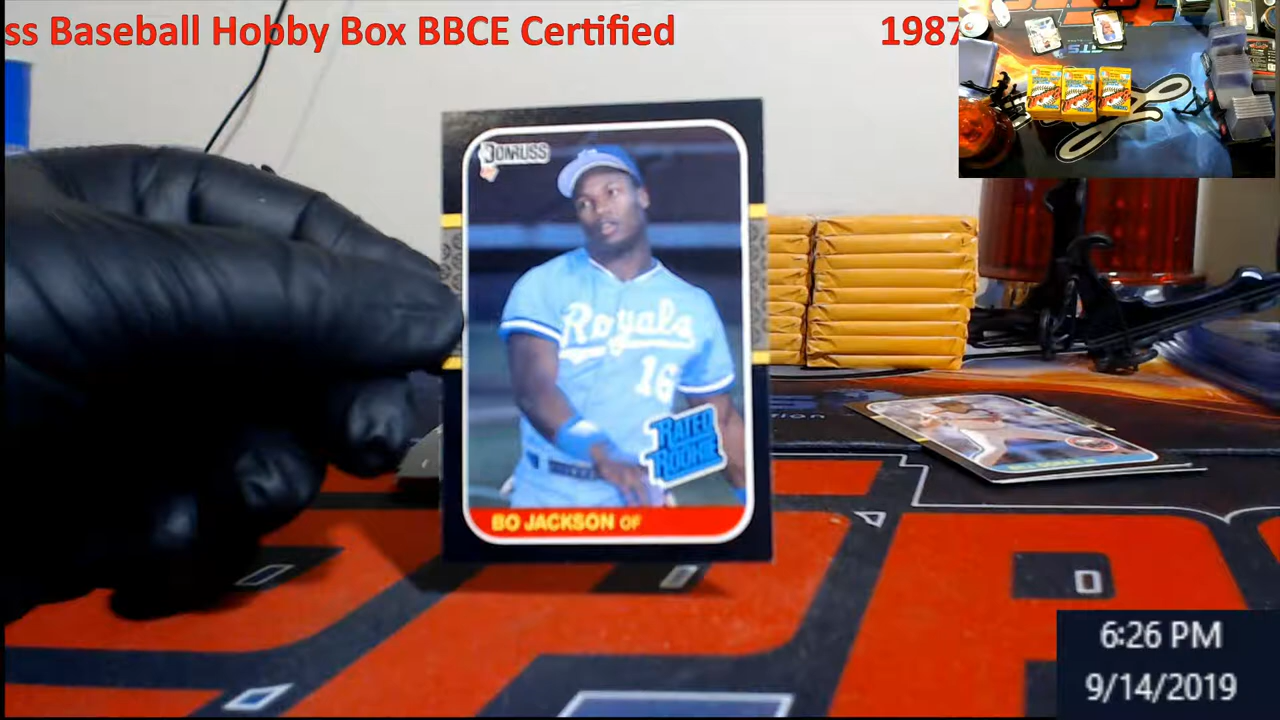 ss Baseball Hobby Box BBCE Certified 1987
DONRUSS
Royals
16
RATED
ROOKIE
BO JACKSON OF
6:26 PM
9/14/2019